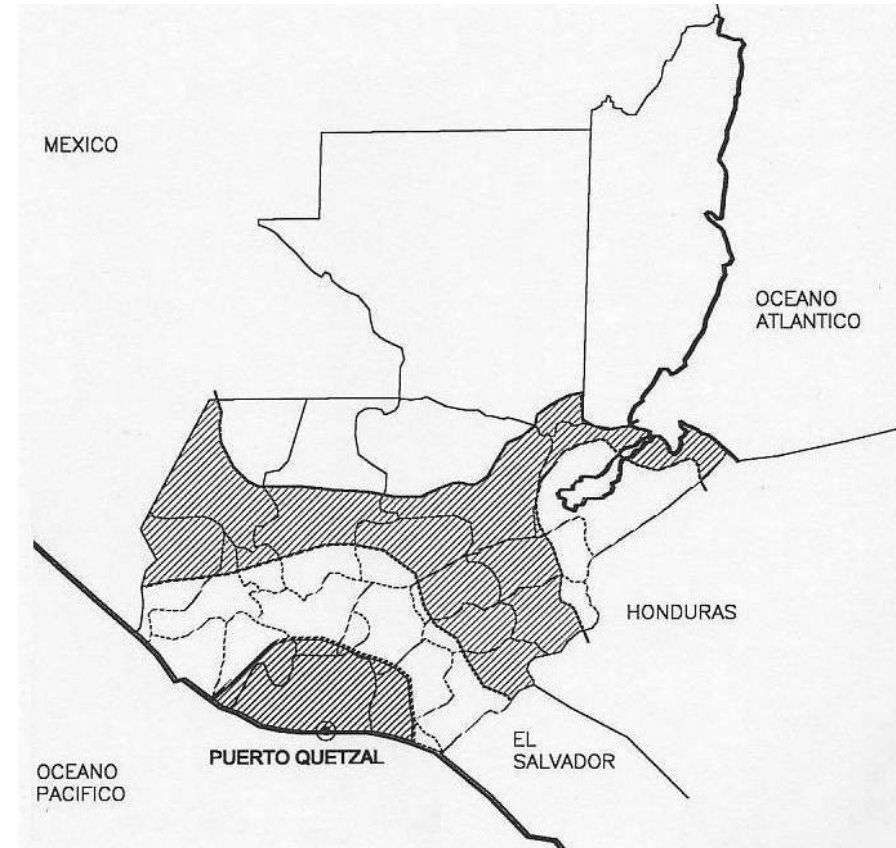 MEXICO
OCEANO
ATLANTICO
HONDURAS
EL
SALVADOR
PUERTO QUETZAL
OCEANO
PACIFICO